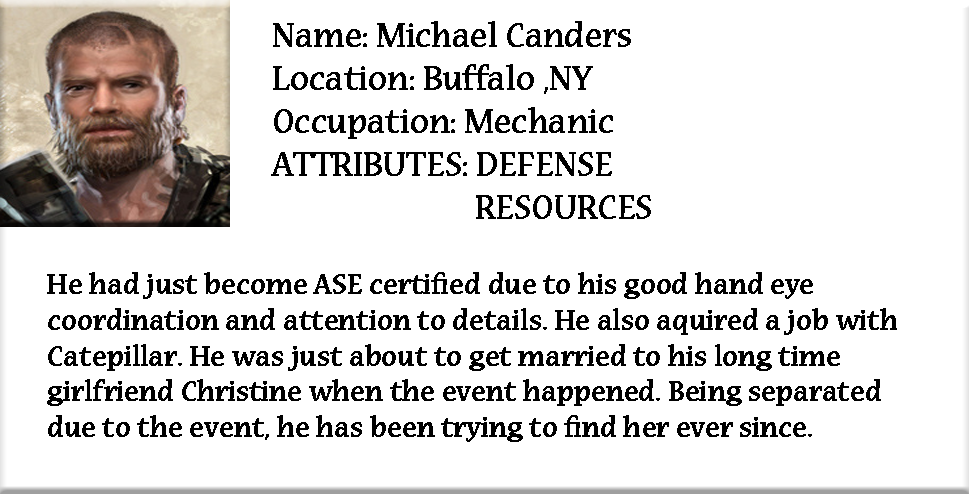 Name: Michael Canders
Location: Buffalo ,NY
Occupation: Mechanic
ATTRIBUTES: DEFENSE
RESOURCES
He had just become ASE certified due to his good hand eye
coordination and attention to details. He also aquired a job with
Catepillar. He was just about to get married to his long time
girlfriend Christine when the event happened. Being separated
due to the event, he has been trying to find her ever since.